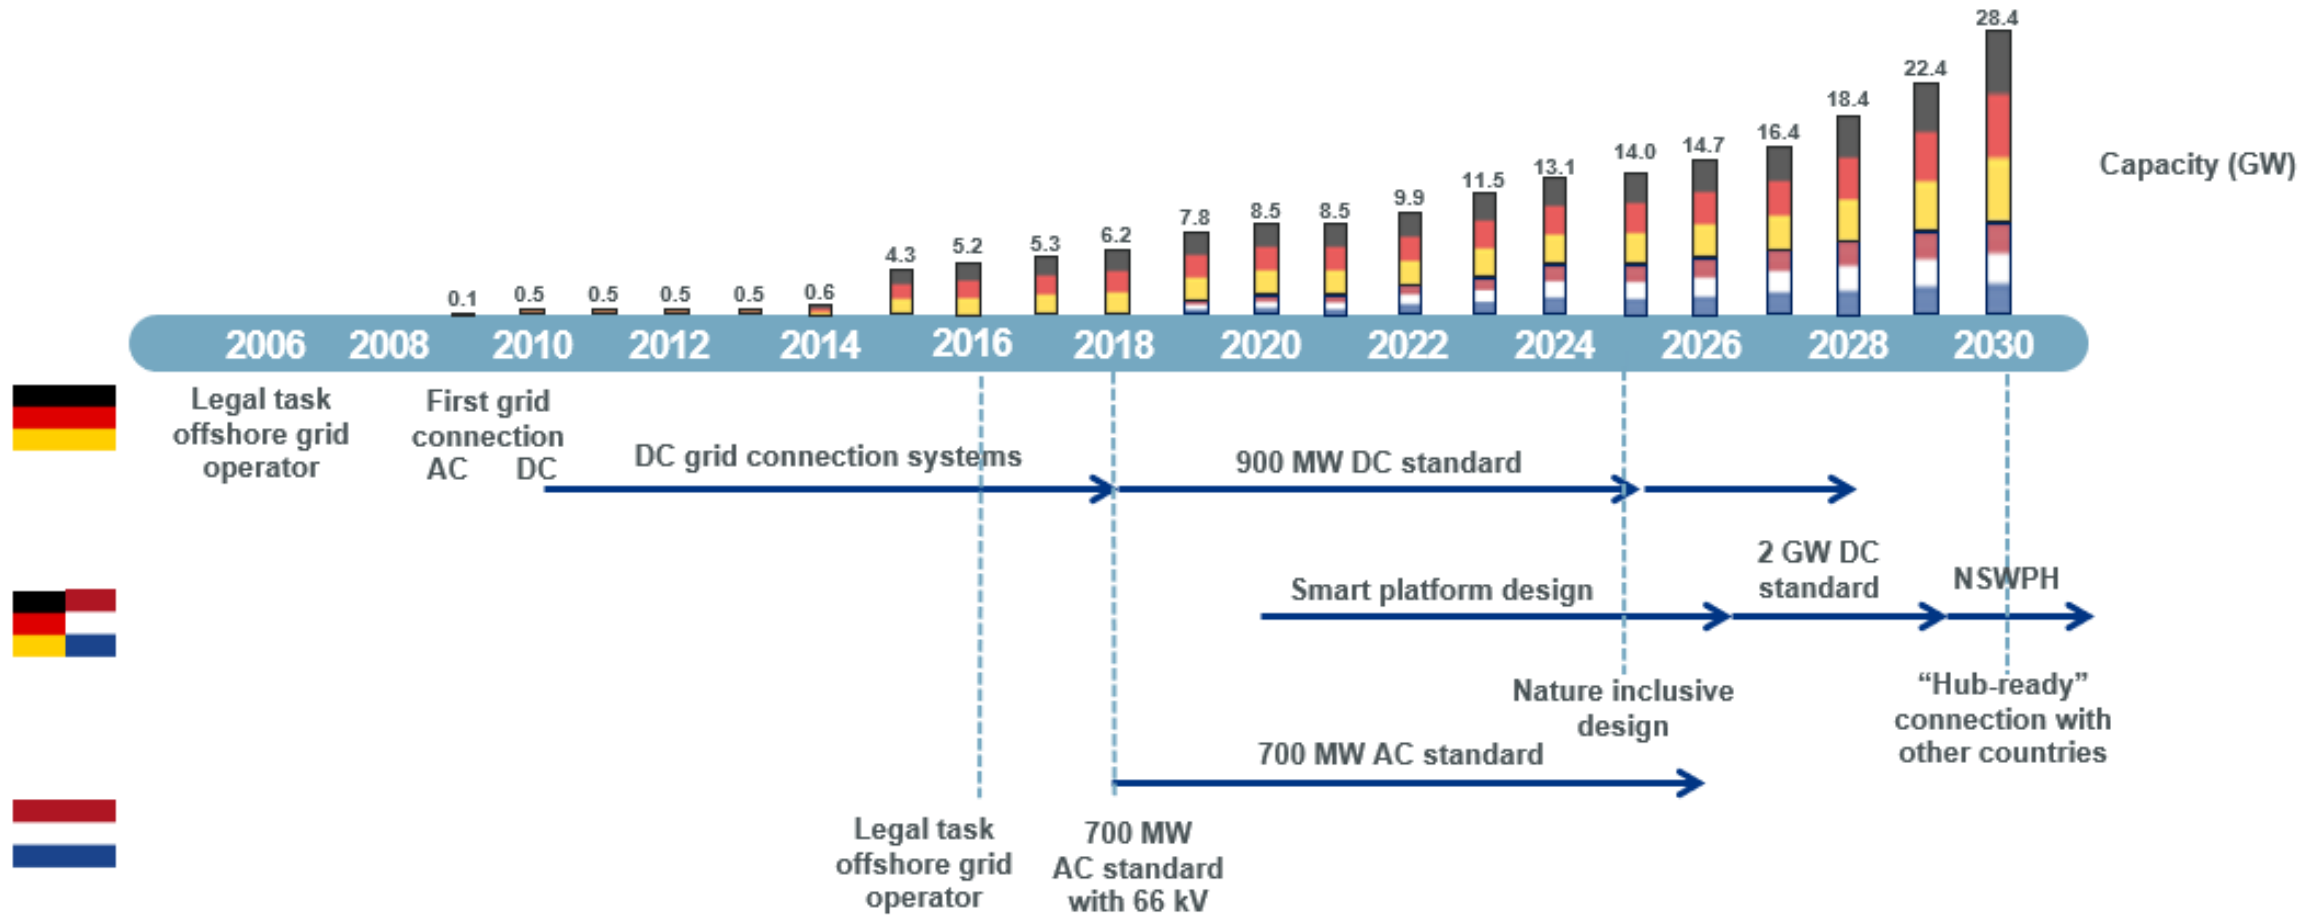 28.4
22.4
18.4
16.4
14.7
14.0
13.1
11.5
9.9
8.5
8.5
7.8
6.2
5.3
5.2
4.3
0.6
0.5
0.5
0.5
0.5
0.1
Capacity (GW)
2006 2008 2010 2012 2014 2016 2018 2020 2022 2024 2026 2028 2030
Legal task
offshore grid
operator
First grid
connection
AC DC
DC grid connection systems
900 MW DC standard
Smart platform design
2 GW DC
standard
NSWPH
Nature inclusive
design
“Hub-ready”
connection with
other countries
700 MW AC standard
Legal task
offshore grid
operator
700 MW
AC standard
with 66 kV